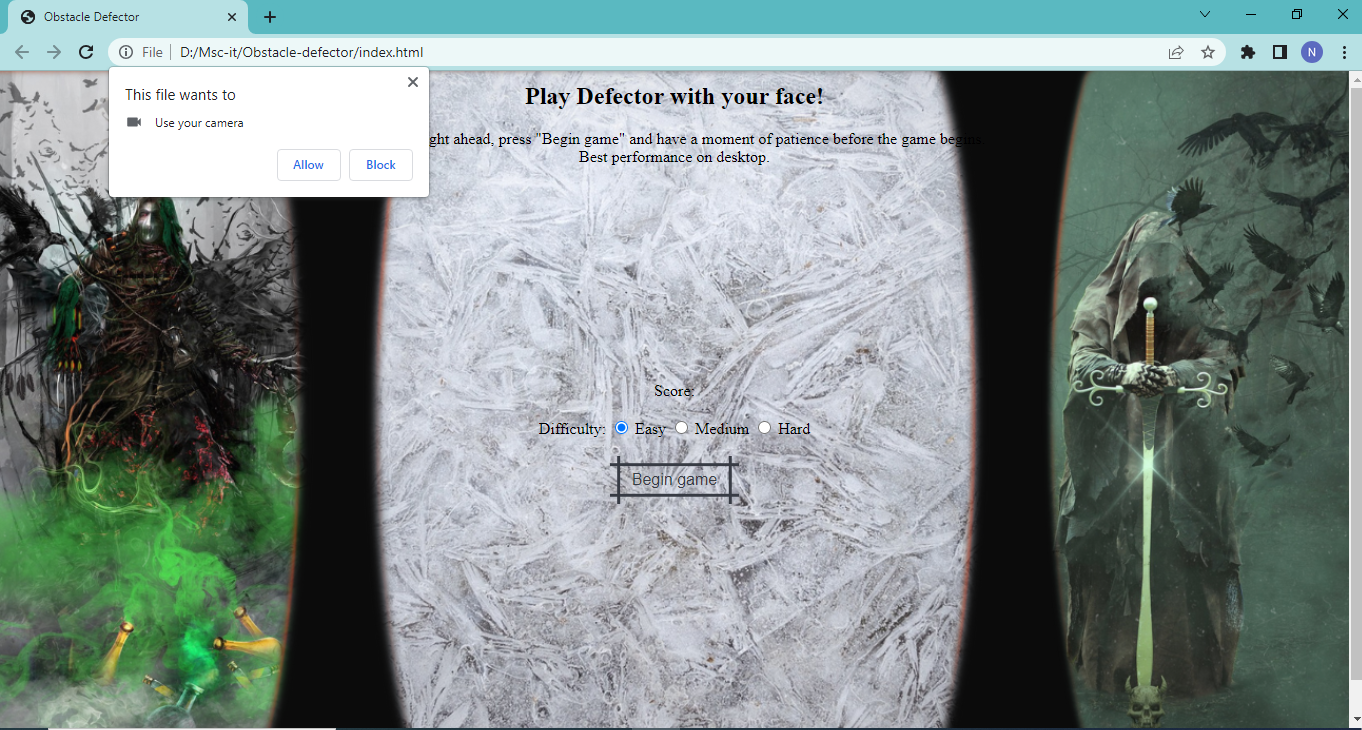 Obstacle Defector
File
D:/Msc-it/Obstacle-defector/index.html
N
This file wants to
Use your camera
Allow
Block
Play Defector with your face!
ght ahead, press "Begin game" and have a moment of patience before the game begins.
Best performance on desktop.
Score:
Difficulty: Easy Medium Hard
Begin game